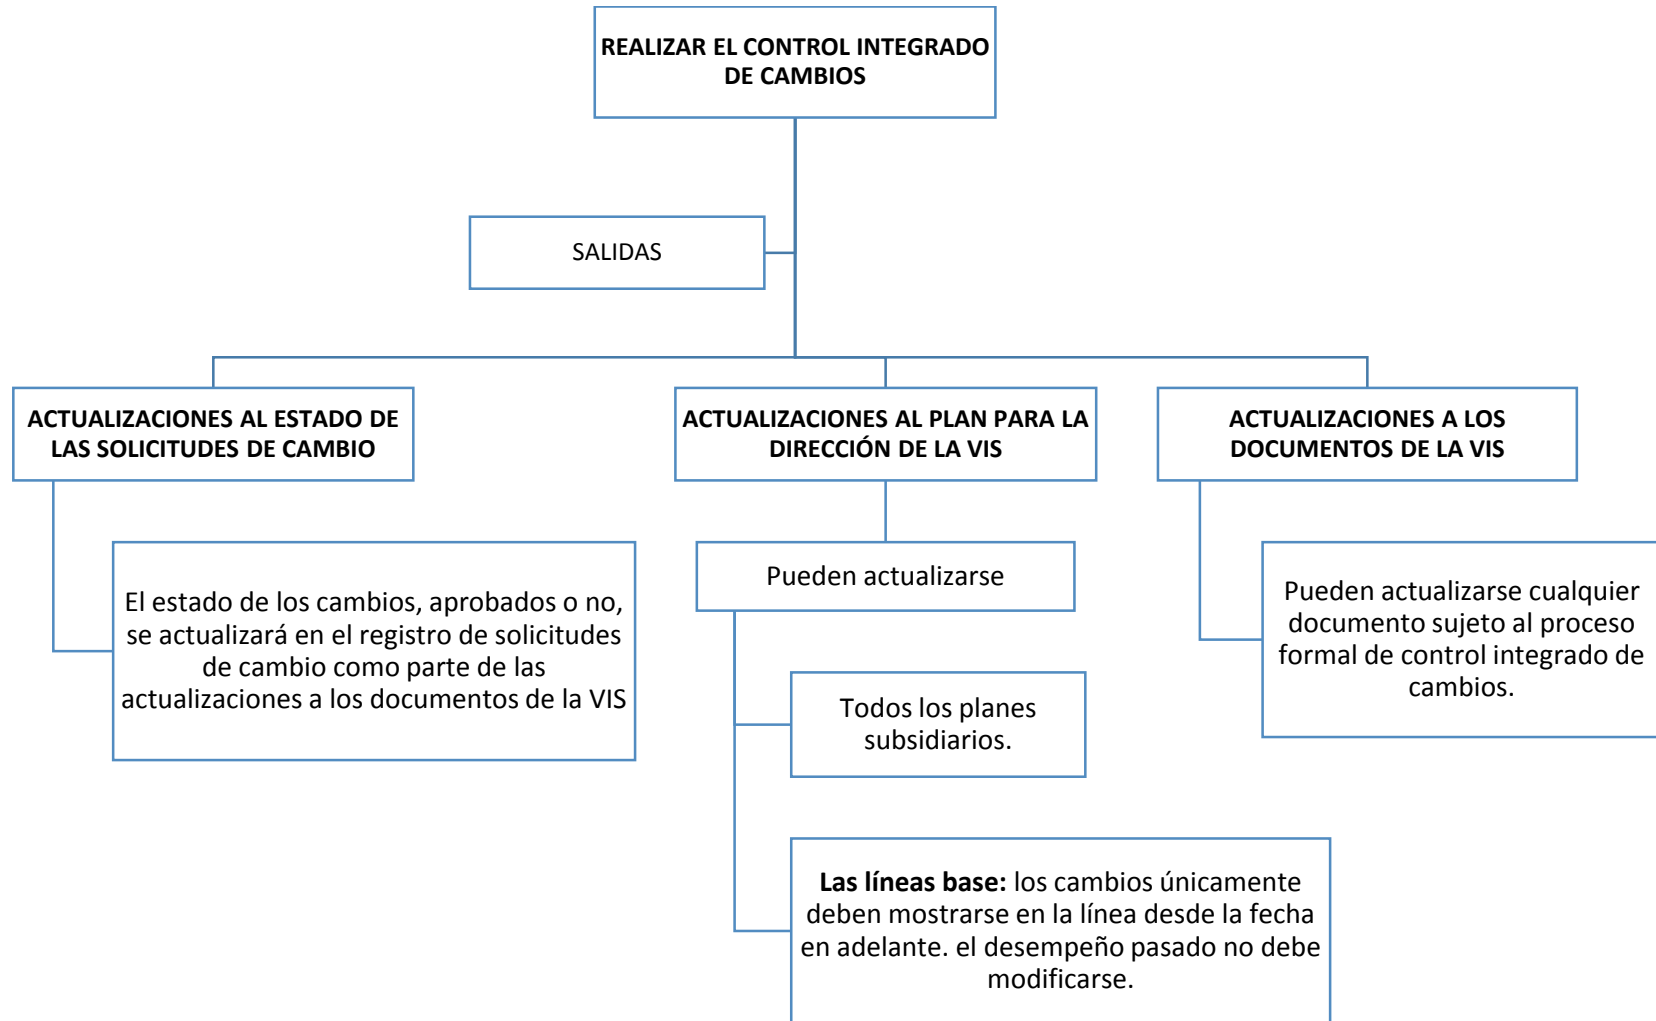 REALIZAR EL CONTROL INTEGRADO
DE CAMBIOS
SALIDAS
ACTUALIZACIONES AL ESTADO DE
LAS SOLICITUDES DE CAMBIO
El estado de los cambios, aprobados o no,
se actualizará en el registro de solicitudes
de cambio como parte de las
actualizaciones a los documentos de la VIS
ACTUALIZACIONES AL PLAN PARA LA
DIRECCIÓN DE LA VIS
Pueden actualizarse
Todos los planes
subsidiarios.
Las líneas base: los cambios únicamente
deben mostrarse en la línea desde la fecha
en adelante. el desempeño pasado no debe
modificarse.
ACTUALIZACIONES A LOS
DOCUMENTOS DE LA VIS
Pueden actualizarse cualquier
documento sujeto al proceso
formal de control integrado de
cambios.